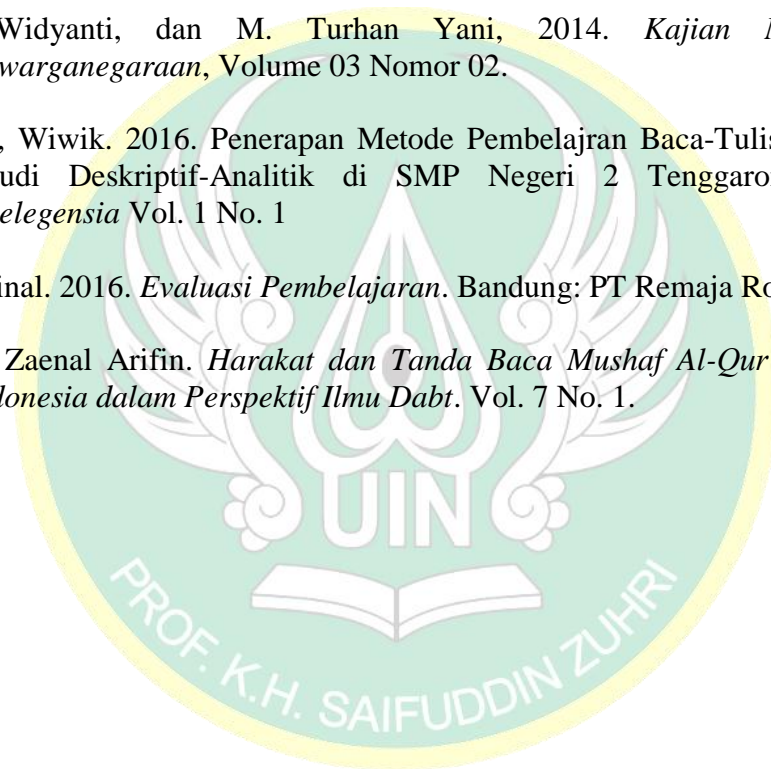 Widyanti, dan M. Turhan Yani, 2014. Kajian
warganegaraan, Volume 03 Nomor 02.
, Wiwik. 2016. Penerapan Metode Pembelajran Baca-Tulis
udi Deskriptif-Analitik di SMP Negeri 2 Tenggaro
elegensia Vol. 1 No. 1
inal. 2016. Evaluasi Pembelajaran. Bandung: PT Remaja Ro
Zaenal Arifin. Harakat dan Tanda Baca Mushaf Al-Qur
donesia dalam Perspektif Ilmu Dabt. Vol. 7 No. 1.
UIN
PROF. K.H. SAIFUDDIN ZUHRI